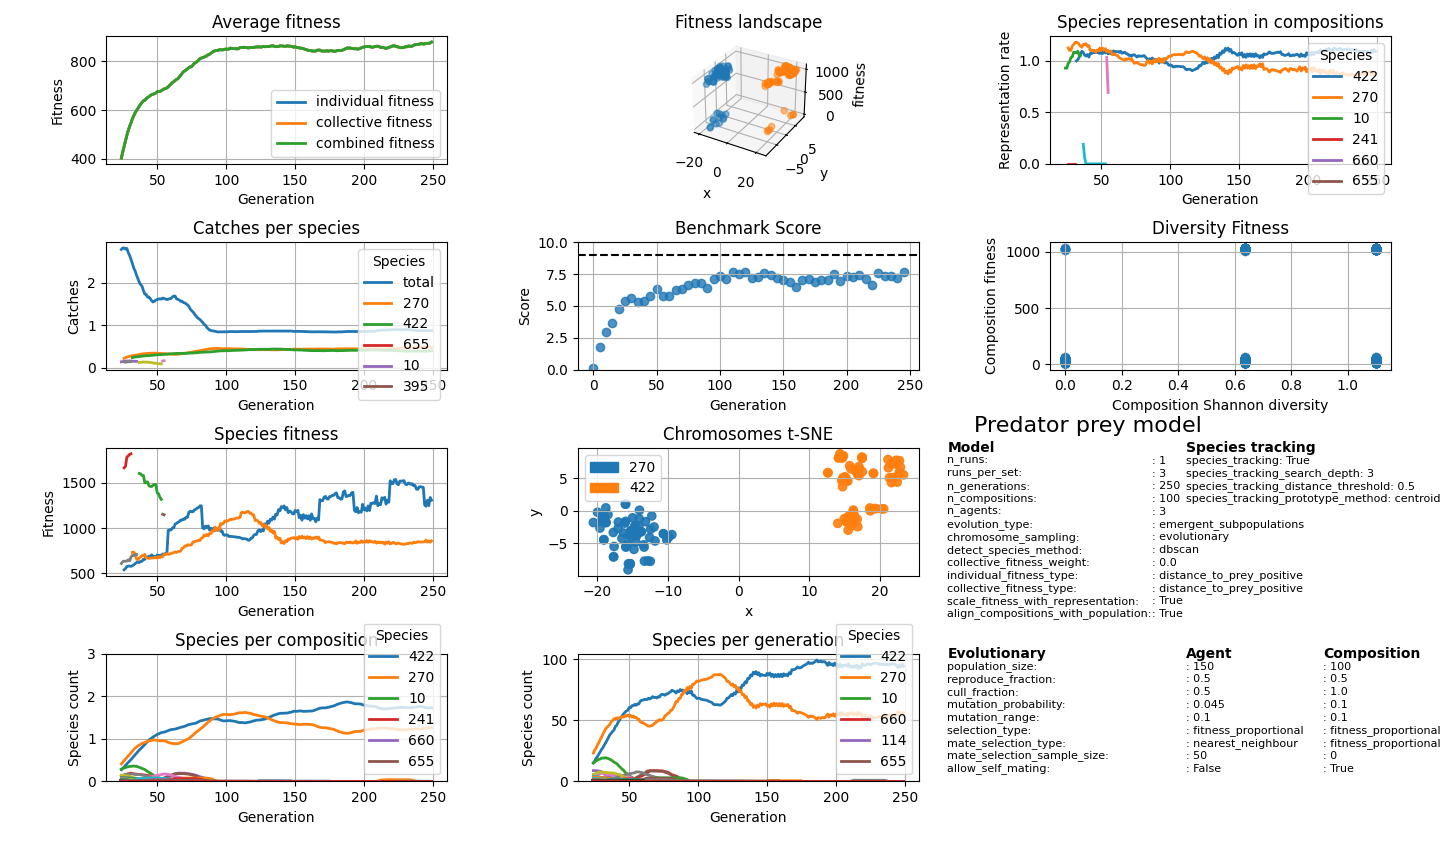 Average fitness
Fitness
800
600
400
individual fitness
collective fitness
combined fitness
50
100
150
200
250
Generation
Fitness landscape
1000
500
0
fitness
−20
0
20
x
5
0
−5
y
Species representation in compositions
Representation rate
1.0
0.5
0.0
Species
422
270
10
241
660
655
50
100
150
Generation
Catches per species
Catches
2
1
0
Species
total
270
422
655
10
395
50
100
150
200
250
Generation
Benchmark Score
Score
10.0
7.5
5.0
2.5
0.0
0
50
100
150
200
250
Generation
Diversity Fitness
Composition fitness
1000
500
0
0.0
0.2
0.4
0.6
0.8
1.0
Composition Shannon diversity
Species fitness
Fitness
1500
1000
500
50
100
150
200
250
Generation
Chromosomes t-SNE
y
5
0
−5
270
422
−20
−10
0
10
20
x
Species per composition
Species count
3
2
1
0
Species
422
270
10
241
660
655
50
100
150
200
250
Generation
Species per generation
Species count
100
50
0
Species
422
270
10
660
114
655
50
100
150
200
250
Generation
Predator prey model
Model
n_runs: : 1
runs_per_set: : 3
n_generations: : 250
n_compositions: : 100
n_agents: : 3
evolution_type: : emergent_subpopulations
chromosome_sampling: : evolutionary
detect_species_method: : dbscan
collective_fitness_weight: : 0.0
individual_fitness_type: : distance_to_prey_positive
collective_fitness_type: : distance_to_prey_positive
scale_fitness_with_representation: : True
align_compositions_with_population: : True
Species tracking
species_tracking: True
species_tracking_search_depth: 3
species_tracking_distance_threshold: 0.5
species_tracking_prototype_method: centroid
Evolutionary Agent Composition
population_size: : 150 : 100
reproduce_fraction: : 0.5 : 0.5
cull_fraction: : 0.5 : 1.0
mutation_probability: : 0.045 : 0.1
mutation_range: : 0.1 : 0.1
selection_type: : fitness_proportional : fitness_proportional
mate_selection_type: : nearest_neighbour : fitness_proportional
mate_selection_sample_size: : 50 : 0
allow_self_mating: : False : True